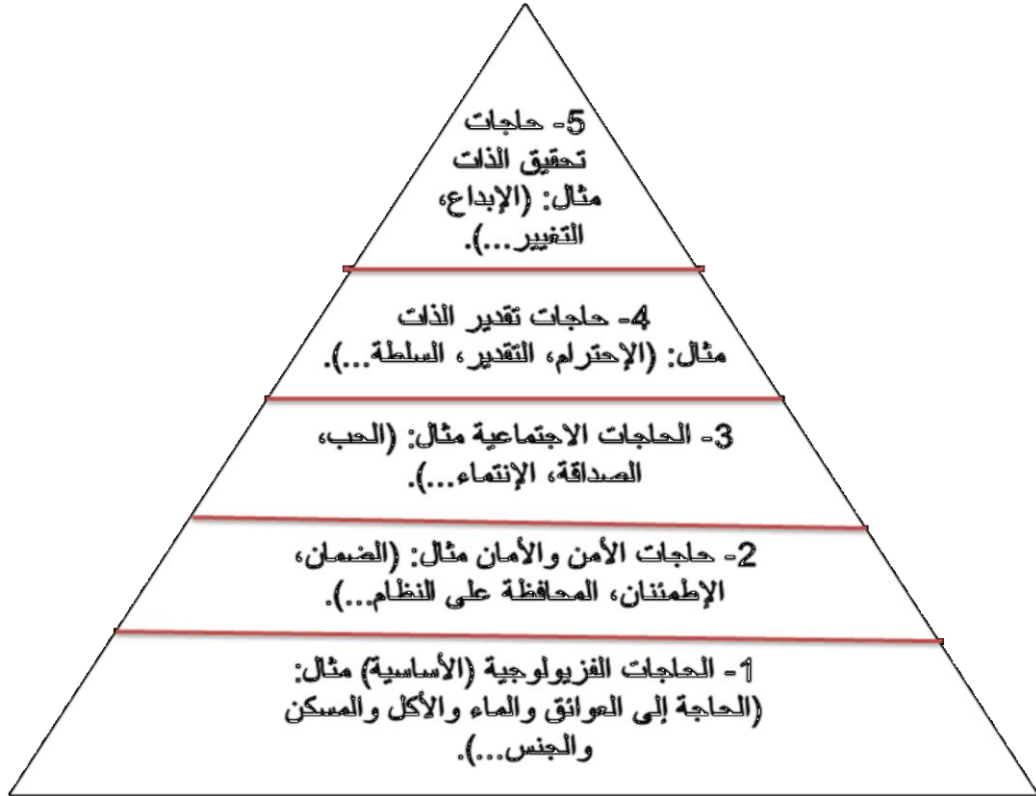 5- حاجات
تحقيق الذات
مثال: (الإبداع،
التغيير...).
4- حاجات تقدير الذات
مثال: (الإحترام، التقدير، السلطة...).
3- الحاجات الاجتماعية مثال: (الحب،
الصداقة، الإنتماء...).
2- حاجات الأمن والأمان مثال: (الضمان،
الإطمئنان، المحافظة على النظام...).
1- الحاجات الفزيولوجية (الأساسية) مثال:
(الحاجة إلى العوائق والماء والأكل والمسكن
والجنس...).